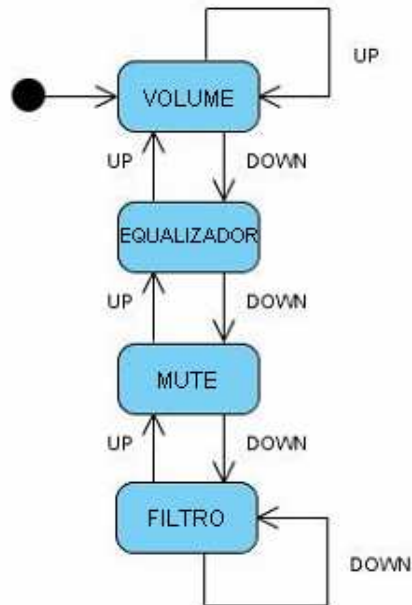 UP
VOLUME
UP
DOWN
EQUALIZADOR
UP
DOWN
MUTE
UP
DOWN
FILTRO
DOWN